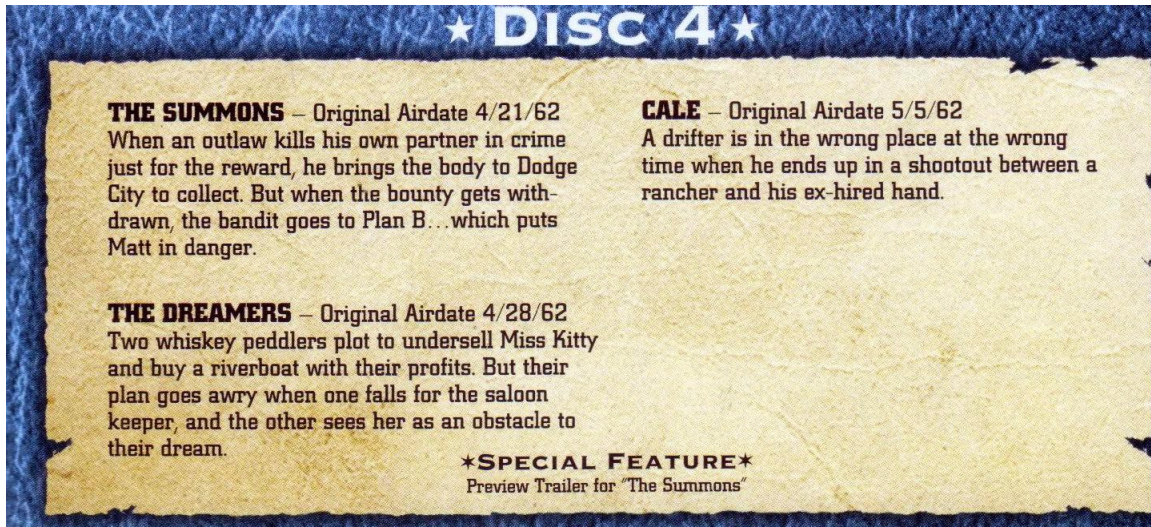 ★ DISC 4 ★
THE SUMMONS – Original Airdate 4/21/62
When an outlaw kills his own partner in crime
just for the reward, he brings the body to Dodge
City to collect. But when the bounty gets with-
drawn, the bandit goes to Plan B...which puts
Matt in danger.
THE DREAMERS – Original Airdate 4/28/62
Two whiskey peddlers plot to undersell Miss Kitty
and buy a riverboat with their profits. But their
plan goes awry when one falls for the saloon
keeper, and the other sees her as an obstacle to
their dream.
CALE – Original Airdate 5/5/62
A drifter is in the wrong place at the wrong
time when he ends up in a shootout between a
rancher and his ex-hired hand.
✶SPECIAL FEATURE✶
Preview Trailer for "The Summons"